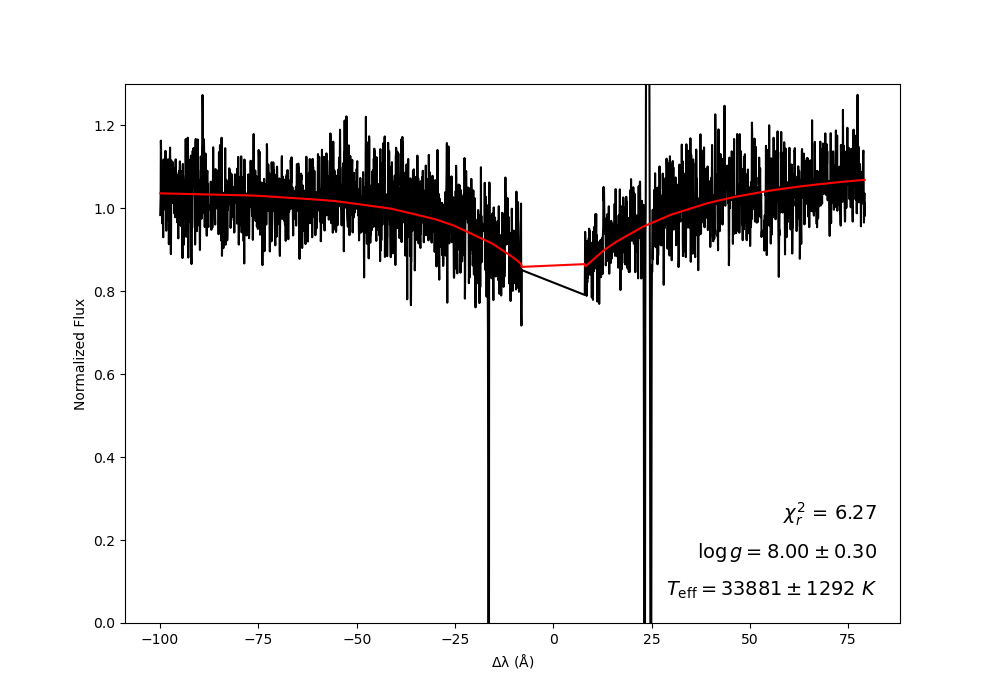 1.2
1.0
0.8
0.6
0.4
0.2
0.0
Normalized Flux
χ²ᵣ = 6.27
log g = 8.00 ± 0.30
T_eff = 33881 ± 1292 K
−100 −75 −50 −25 0 25 50 75
Δλ (Å)